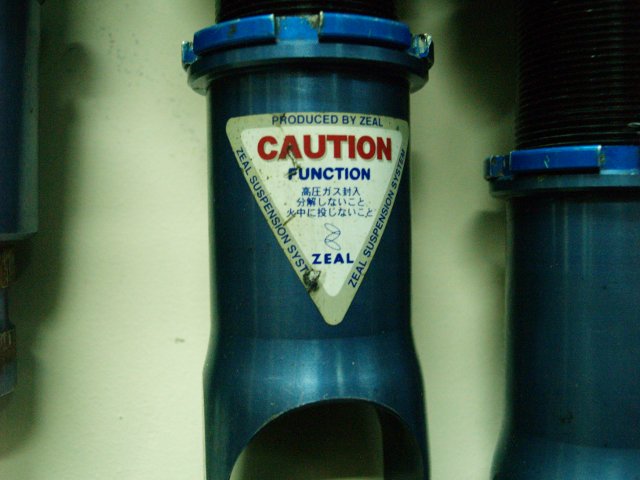 PRODUCED BY ZEAL
CAUTION
FUNCTION
高圧ガス封入
分解しないこと
火中に投じないこと
ZEAL
ZEAL SUSPENSION SYSTEM
ZEAL SUSPENSION SYSTEM